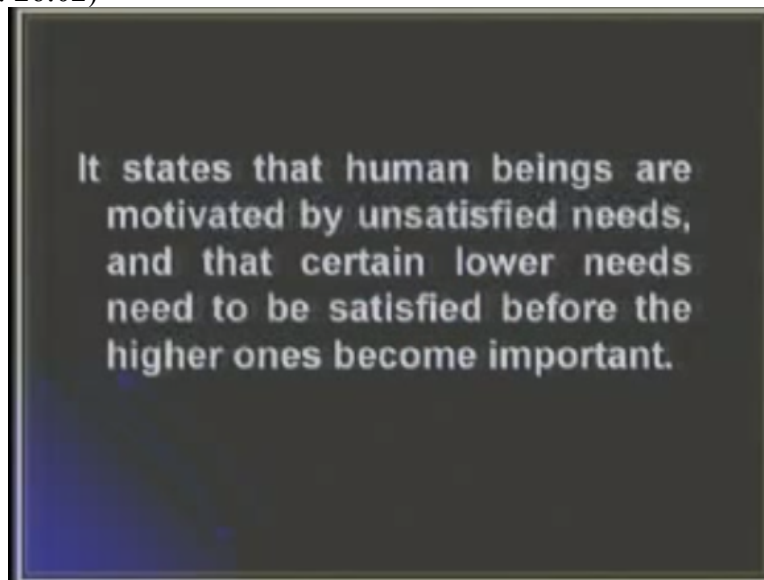 It states that human beings are
motivated by unsatisfied needs,
and that certain lower needs
need to be satisfied before the
higher ones become important.